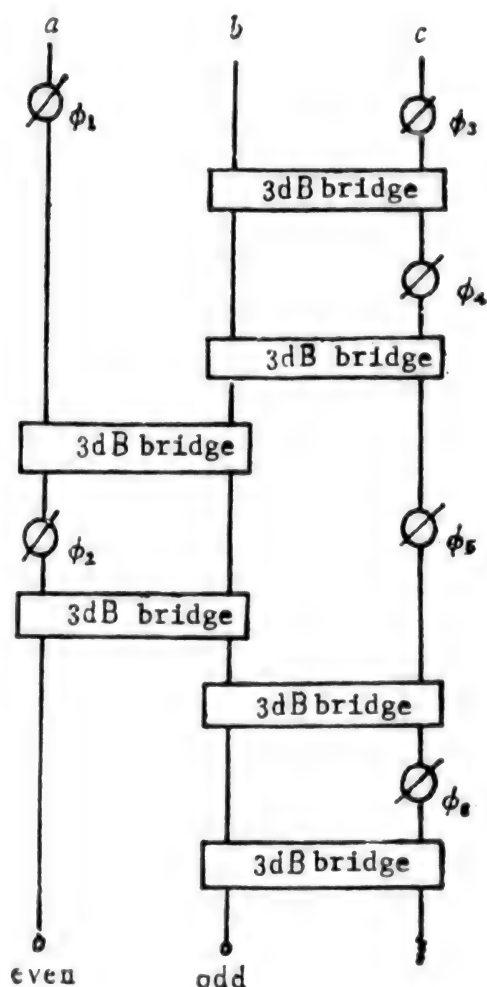 a b c
ϕ₁
ϕ₃
3dB bridge
ϕ₄
3dB bridge
3dB bridge
ϕ₂
ϕ₅
3dB bridge
3dB bridge
ϕ₆
3dB bridge
even odd